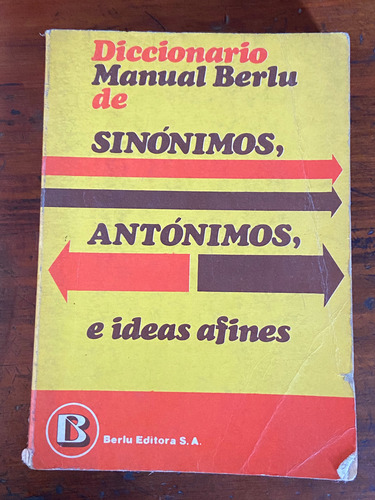 Diccionario
Manual Berlu
de
SINÓNIMOS,
ANTÓNIMOS,
e ideas afines
B
Berlu Editora S.A.